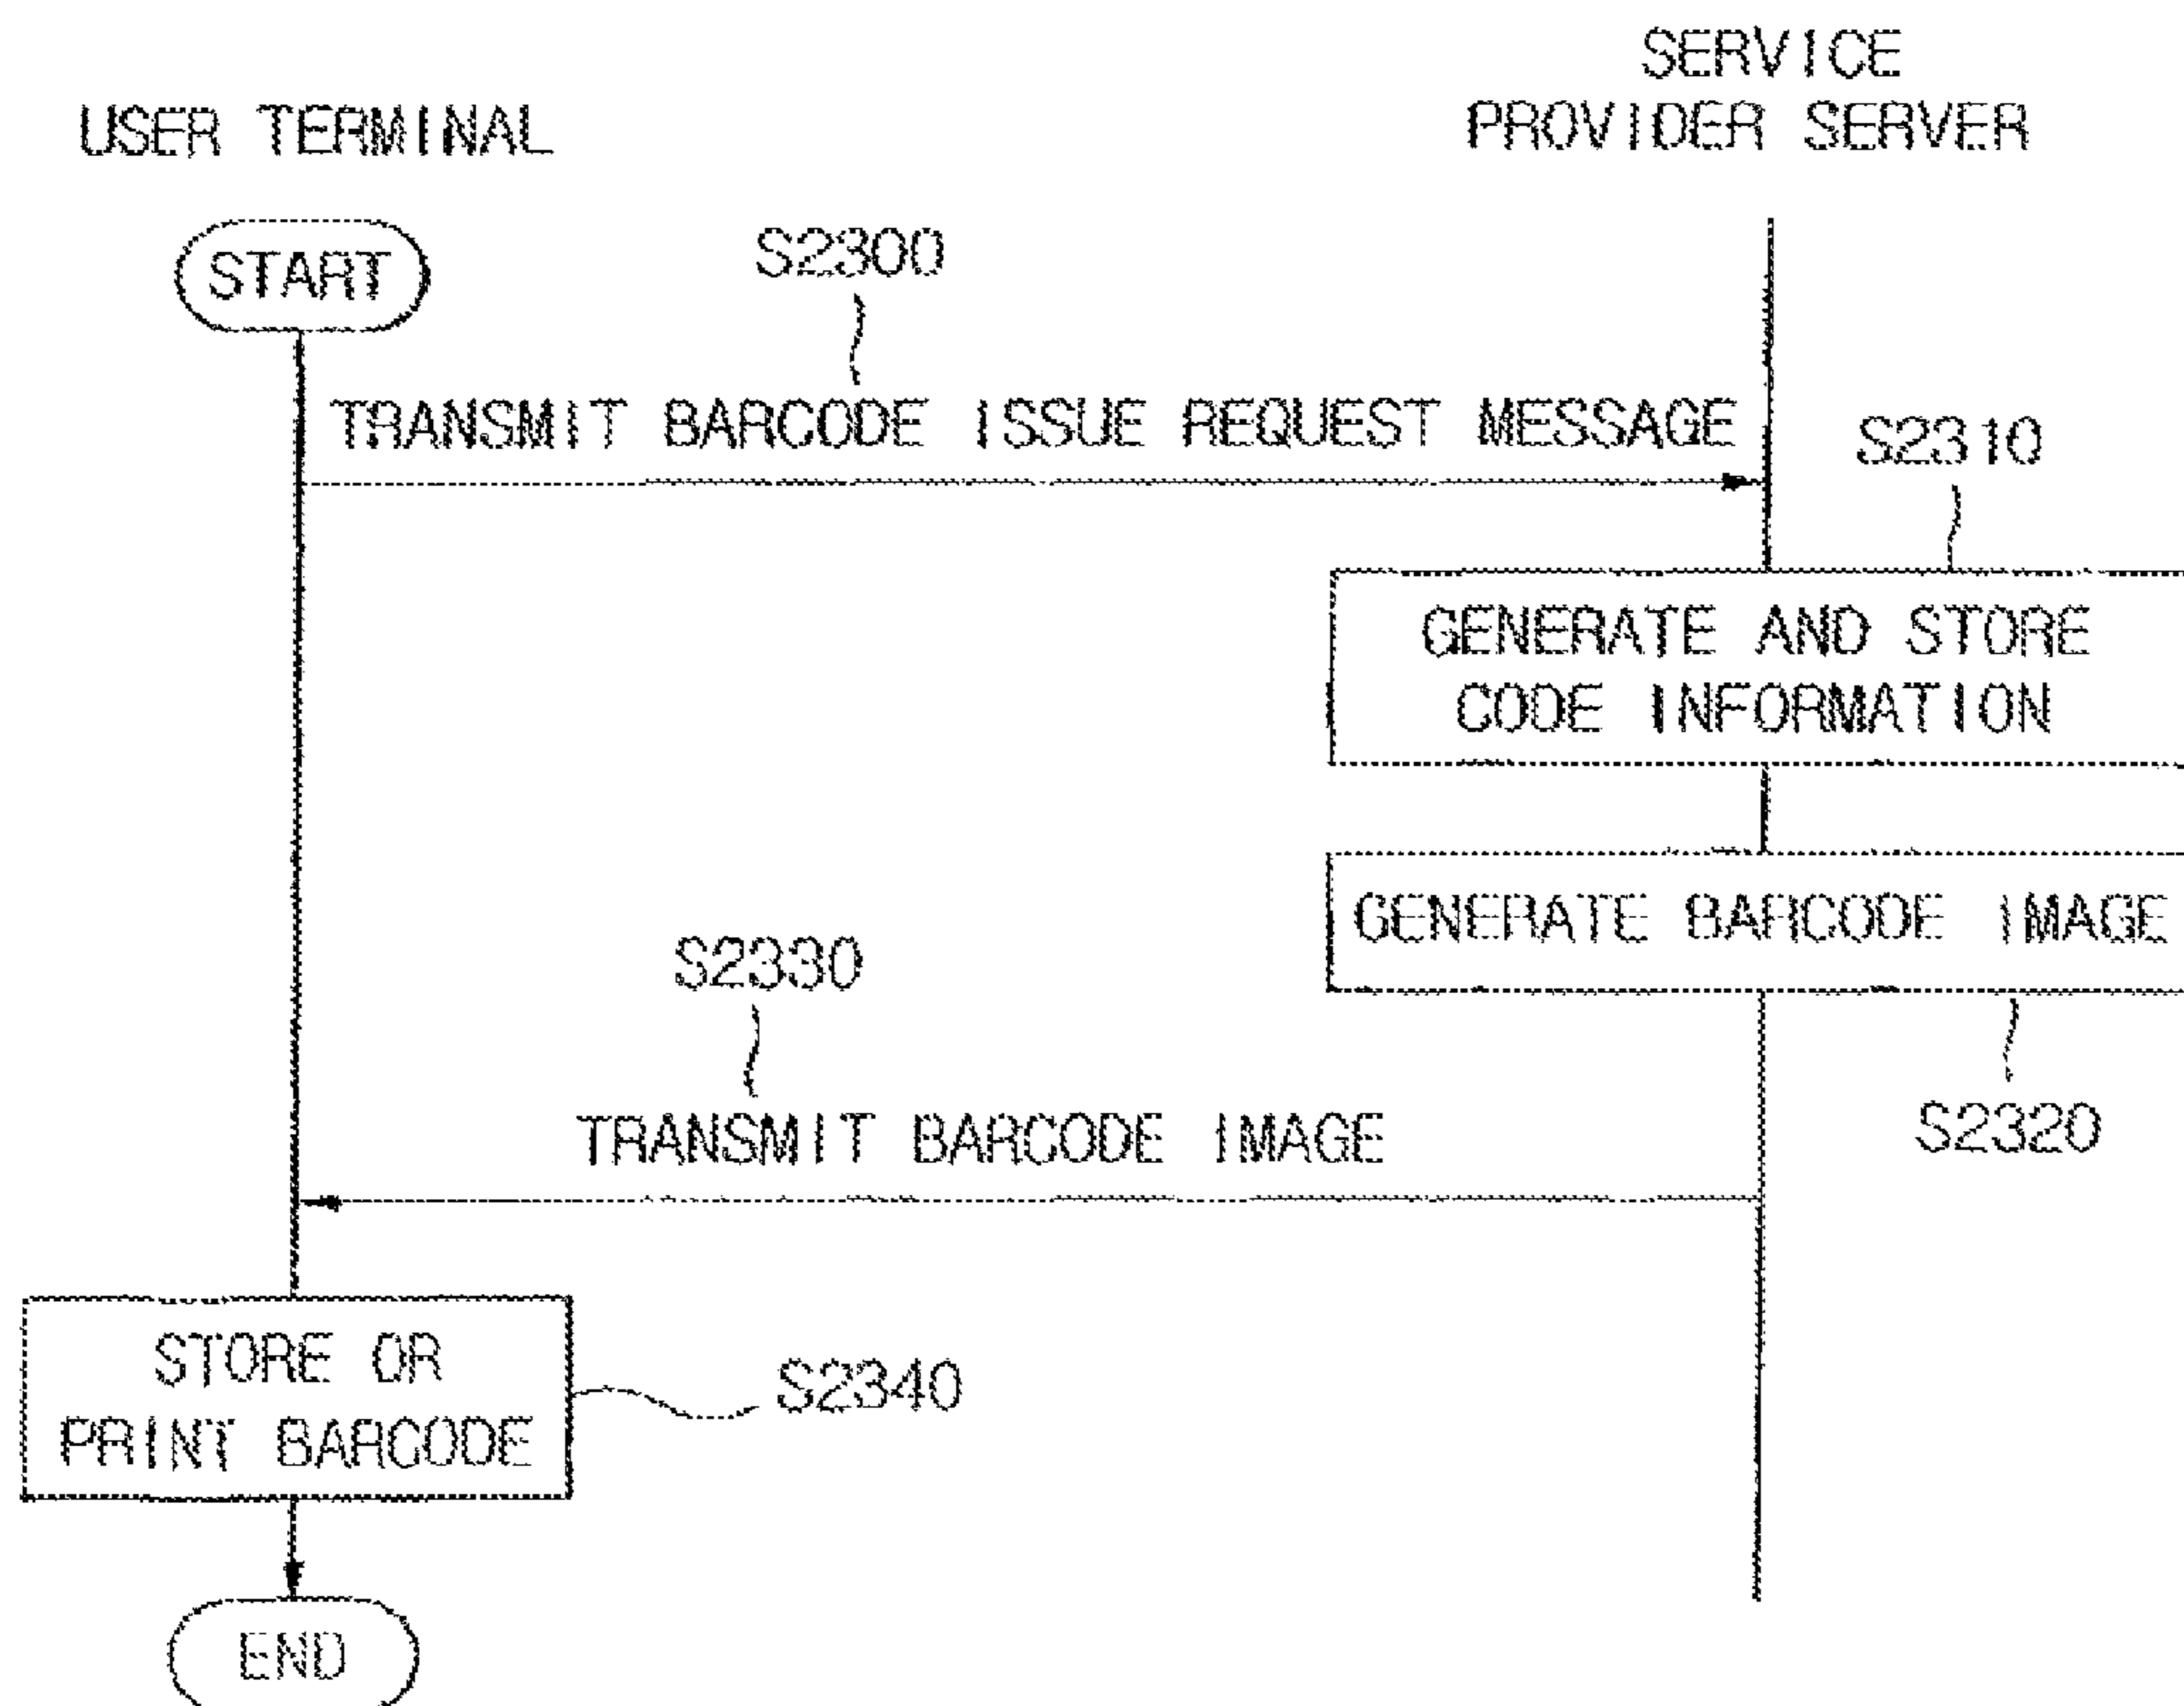 SERVICE
PROVIDER SERVER
USER TERMINAL
START
S2300
TRANSMIT BARCODE ISSUE REQUEST MESSAGE
S2310
GENERATE AND STORE
CODE INFORMATION
GENERATE BARCODE IMAGE
S2320
S2330
TRANSMIT BARCODE IMAGE
STORE OR
PRINT BARCODE
S2340
END